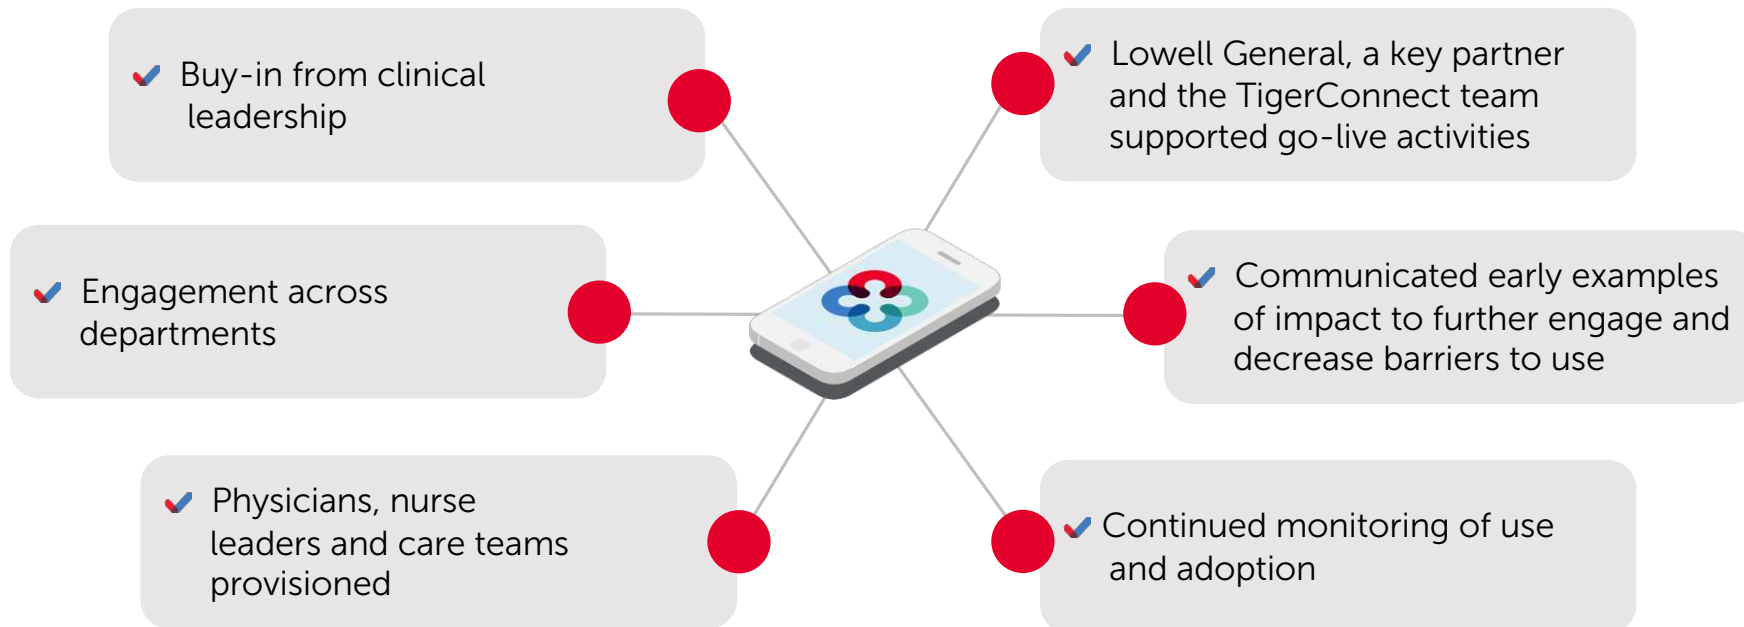 Buy-in from clinical
leadership
Engagement across
departments
Physicians, nurse
leaders and care teams
provisioned
Lowell General, a key partner
and the TigerConnect team
supported go-live activities
Communicated early examples
of impact to further engage and
decrease barriers to use
Continued monitoring of use
and adoption